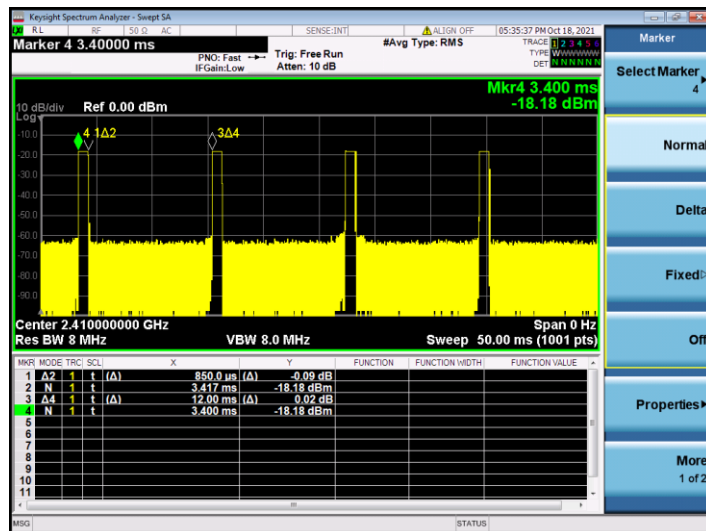 Keysight Spectrum Analyzer - Swept SA
RL RF 50 Ω AC SENSE:INT ALIGN OFF 05:35:37 PM Oct 18, 2021
Marker 4 3.40000 ms
PNO: Fast
IFGain:Low
Trig: Free Run
Atten: 10 dB
#Avg Type: RMS
TRACE 1 2 3 4 5 6
TYPE WWWWWW
DET N N N N N N
Mkr4 3.400 ms
-18.18 dBm
10 dB/div Ref 0.00 dBm
Log
4 1Δ2 3Δ4
-10.0
-20.0
-30.0
-40.0
-50.0
-60.0
-70.0
-80.0
-90.0
Center 2.410000000 GHz Span 0 Hz
Res BW 8 MHz VBW 8.0 MHz Sweep 50.00 ms (1001 pts)
MKR MODE TRC SCL X Y FUNCTION FUNCTION WIDTH FUNCTION VALUE
1 Δ2 1 t (Δ) 850.0 µs (Δ) -0.09 dB
2 N 1 t 3.417 ms -18.18 dBm
3 Δ4 1 t (Δ) 12.00 ms (Δ) 0.02 dB
4 N 1 t 3.400 ms -18.18 dBm
5
6
7
8
9
10
11
MSG STATUS
Marker
Select Marker
4
Normal
Delta
Fixed
Off
Properties
More
1 of 2